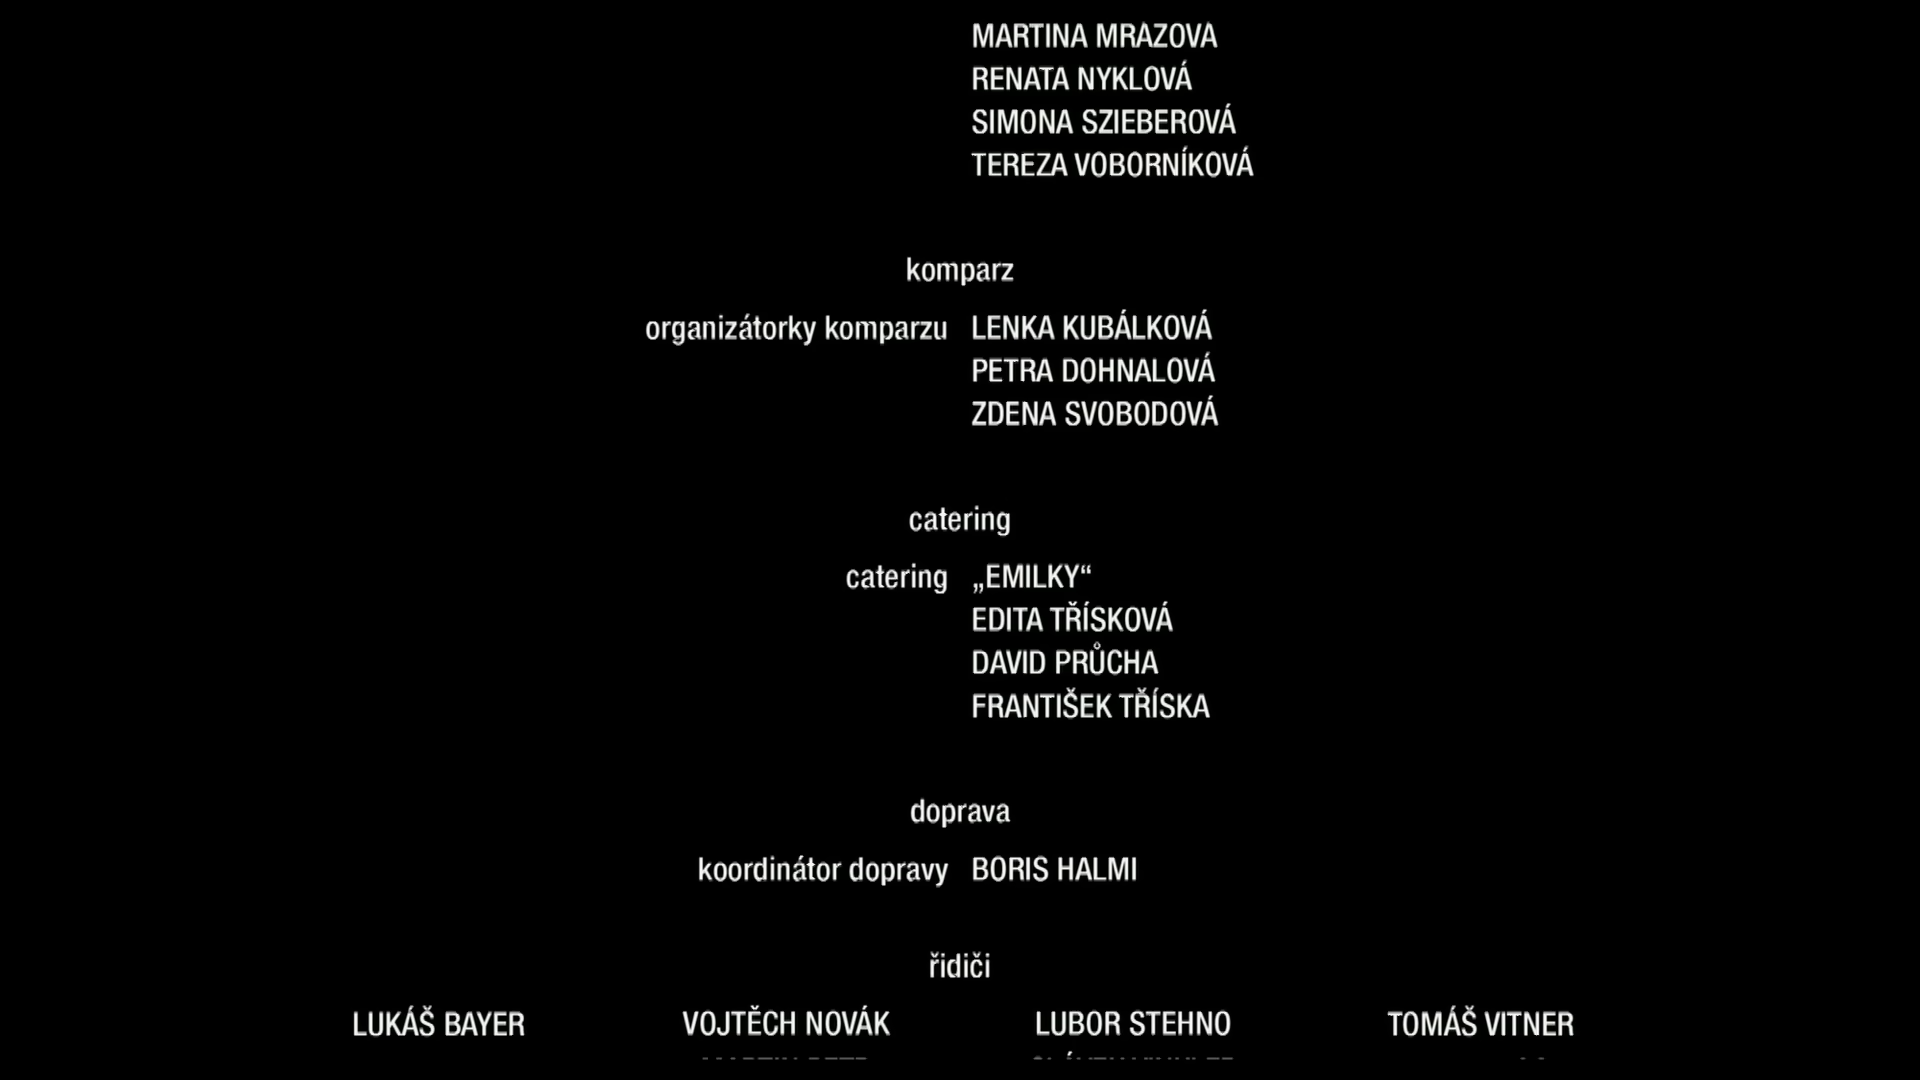 MARTINA MRAZOVA
RENATA NYKLOVÁ
SIMONA SZIEBEROVÁ
TEREZA VOBORNÍKOVÁ
komparz
organizátorky komparzu LENKA KUBÁLKOVÁ
PETRA DOHNALOVÁ
ZDENA SVOBODOVÁ
catering
catering „EMILKY“
EDITA TŘÍSKOVÁ
DAVID PRŮCHA
FRANTIŠEK TŘÍSKA
doprava
koordinátor dopravy BORIS HALMI
řidiči
LUKÁŠ BAYER VOJTĚCH NOVÁK LUBOR STEHNO TOMÁŠ VITNER